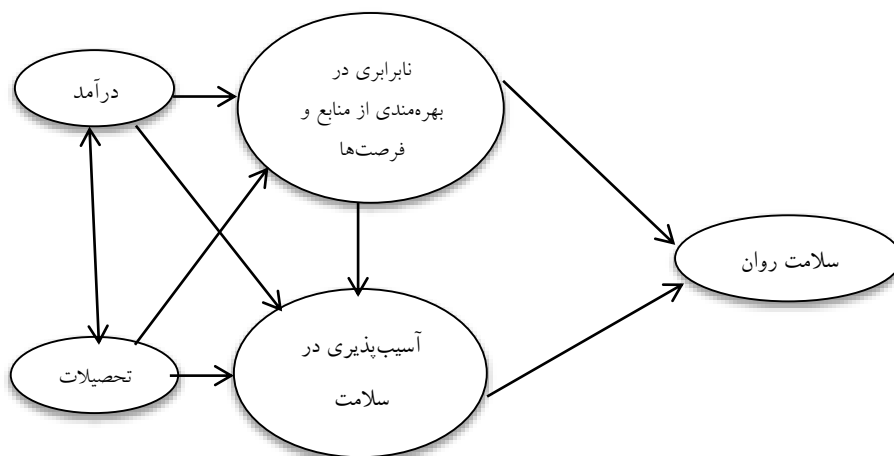 درآمد
نابرابری در
بهره‌مندی از منابع و
فرصت‌ها
سلامت روان
تحصیلات
آسیب‌پذیری در
سلامت